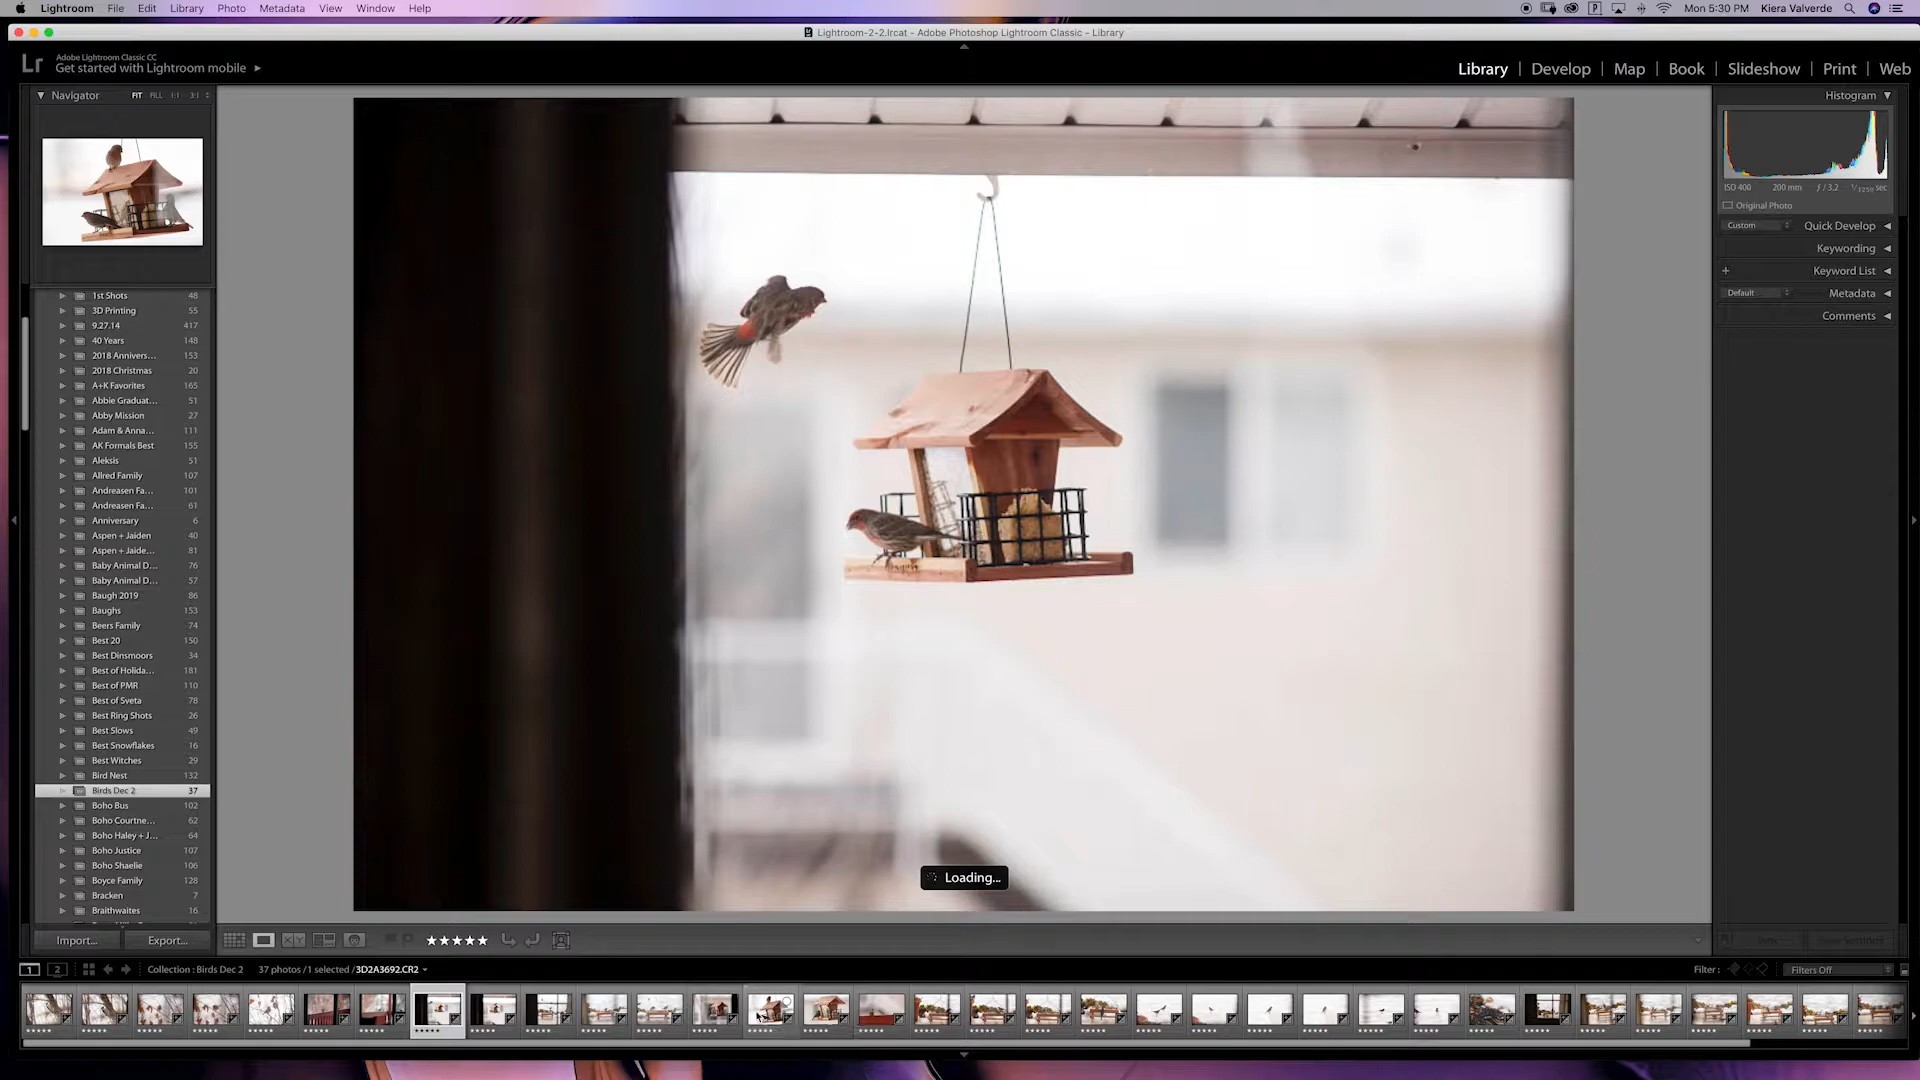 Lightroom File Edit Library Photo Metadata View Window Help
Mon 5:30 PM Kiera Valverde
Lightroom-2-2.lrcat - Adobe Photoshop Lightroom Classic - Library
Lr
Adobe Lightroom Classic CC
Get started with Lightroom mobile
Library | Develop | Map | Book | Slideshow | Print | Web
Navigator FIT FILL 1:1 3:1
1st Shots 48
3D Printing 55
9.27.14 417
40 Years 148
2018 Annivers... 153
2018 Christmas 20
A+K Favorites 165
Abbie Graduat... 51
Abby Mission 27
Adam & Anna... 111
AK Formals Best 155
Aleksis 51
Allred Family 107
Andreasen Fa... 101
Andreasen Fa... 61
Anniversary 6
Aspen + Jaiden 40
Aspen + Jaide... 81
Baby Animal D... 76
Baby Animal D... 57
Baugh 2019 86
Baughs 153
Beers Family 74
Best 20 150
Best Dinsmoors 34
Best of Holida... 181
Best of PMR 110
Best of Sveta 78
Best Ring Shots 26
Best Slows 49
Best Snowflakes 16
Best Witches 29
Bird Nest 132
Birds Dec 2 37
Boho Bus 102
Boho Courtne... 62
Boho Haley + J... 64
Boho Justice 107
Boho Shaelie 106
Boyce Family 128
Bracken 7
Braithwaites 16
Import... Export...
Loading...
Histogram
ISO 400 200 mm ƒ / 3.2 1/1250 sec
Original Photo
Custom Quick Develop
Keywording
+ Keyword List
Default Metadata
Comments
1 2 Collection : Birds Dec 2 37 photos / 1 selected / 3D2A3692.CR2
Filter : Filters Off